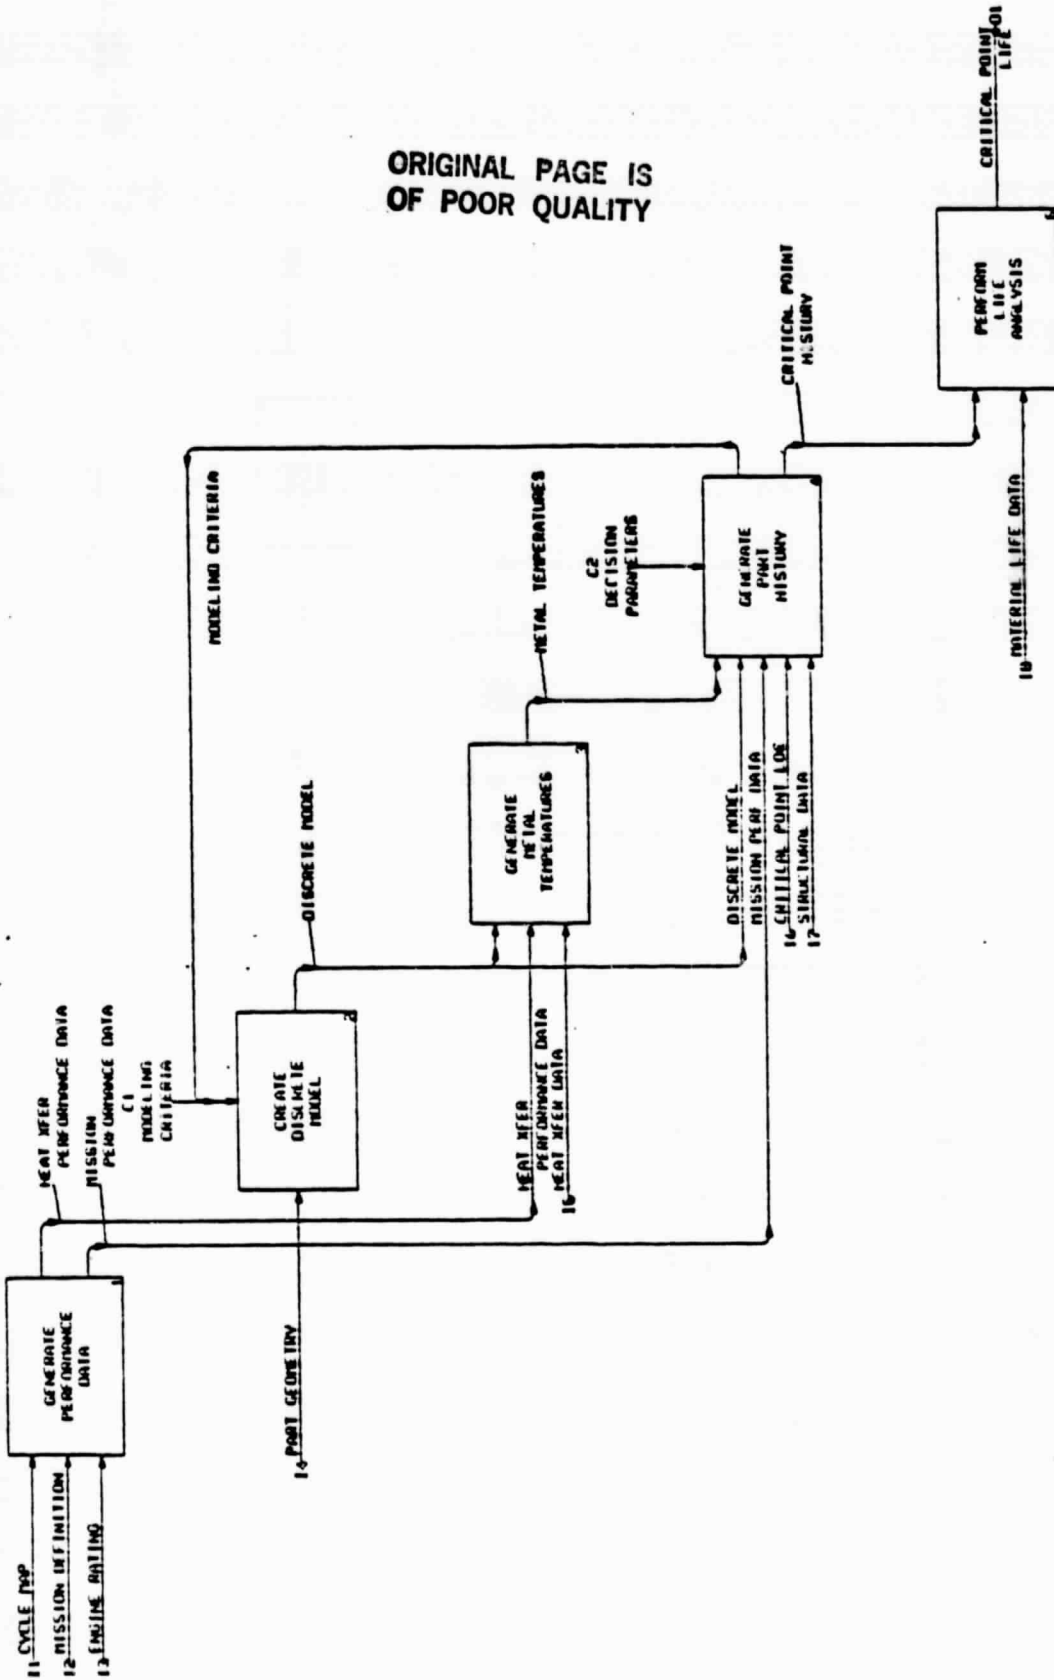 ORIGINAL PAGE IS
OF POOR QUALITY
I1 CYCLE MAP
I2 MISSION DEFINITION
I3 ENGINE RATING
GENERATE
PERFORMANCE
DATA
1
HEAT XFER
PERFORMANCE DATA
MISSION
PERFORMANCE DATA
C1
MODELING
CRITERIA
MODELING CRITERIA
I4 PART GEOMETRY
CREATE
DISCRETE
MODEL
2
DISCRETE MODEL
HEAT XFER
PERFORMANCE DATA
HEAT XFER DATA
I5
GENERATE
METAL
TEMPERATURES
3
METAL TEMPERATURES
C2
DECISION
PARAMETERS
DISCRETE MODEL
MISSION PERF DATA
CRITICAL POINT LOC
I6
STRUCTURAL DATA
I7
GENERATE
PART
HISTORY
4
CRITICAL POINT
HISTORY
I8 MATERIAL LIFE DATA
PERFORM
LIFE
ANALYSIS
CRITICAL POINT
LIFE
O1